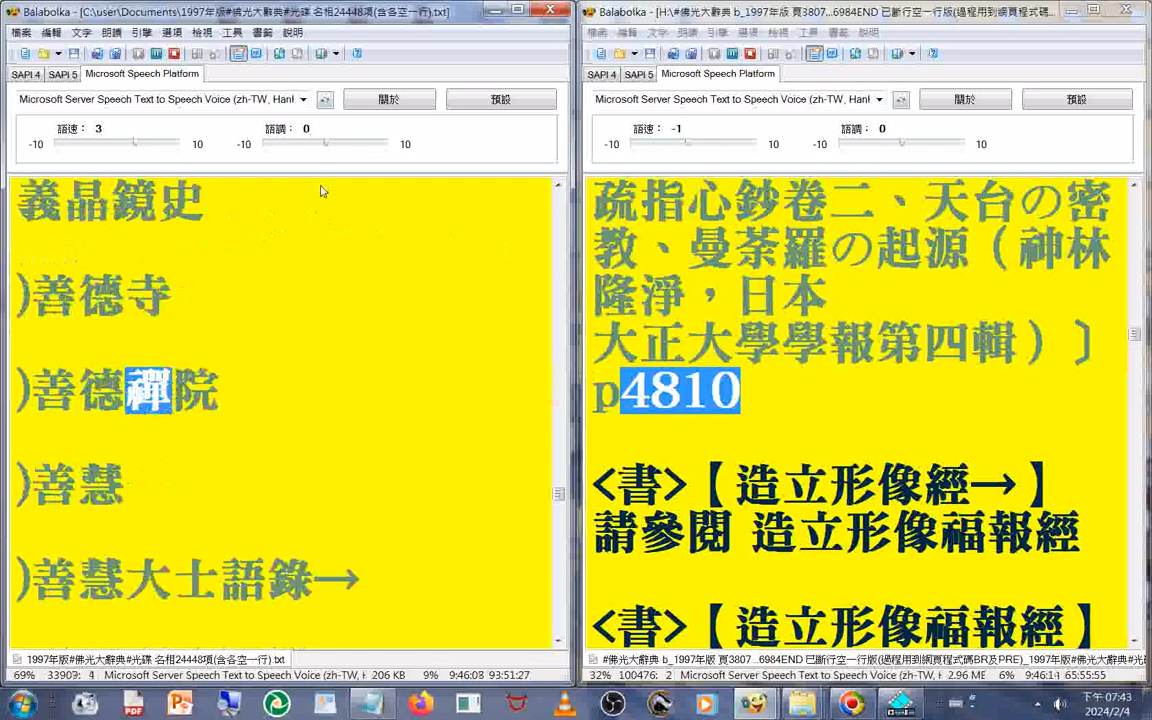 Balabolka - [C:\user\Documents\1997年版#佛光大辭典#光碟 名相24448項(含各空一行).txt]
檔案 編輯 文字 朗讀 引擎 選項 檢視 工具 書籤 說明
SAPI 4 SAPI 5 Microsoft Speech Platform
Microsoft Server Speech Text to Speech Voice (zh-TW, Hanl 關於 預設
語速： 3 語調： 0
-10 10 -10 10
義品鏡史
)善德寺
)善德禪院
)善慧
)善慧大士語錄→
1997年版#佛光大辭典#光碟 名相24448項(含各空一行).txt
69% 33909: 4 Microsoft Speech Platform: Microsoft Server Speech Text to Speech Voice (zh-TW, H 206 KB 9% 9:46:03 93:51:27
Balabolka - [H:\#佛光大辭典 b_1997年版 頁3807...6984END 已斷行空一行版(過程用到網頁程式碼...
檔案 編輯 文字 朗讀 引擎 選項 檢視 工具 書籤 說明
SAPI 4 SAPI 5 Microsoft Speech Platform
Microsoft Server Speech Text to Speech Voice (zh-TW, Hanl 關於 預設
語速： -1 語調： 0
-10 10 -10 10
疏指心鈔卷二、天台の密
教、曼荼羅の起源（神林
隆淨，日本
大正大學學報第四輯）〕
p4810
<書>【造立形像經→】
請參閱 造立形像福報經
<書>【造立形像福報經】
#佛光大辭典 b_1997年版 頁3807...6984END 已斷行空一行版(過程用到網頁程式碼BR及PRE)_1997年版#光
32% 100476: 2 Microsoft Speech Platform: Microsoft Server Speech Text to Speech Voice (zh-TW, H 2.96 ME 6% 9:46:1 65:55:55
PDF
下午 07:43
2024/2/4